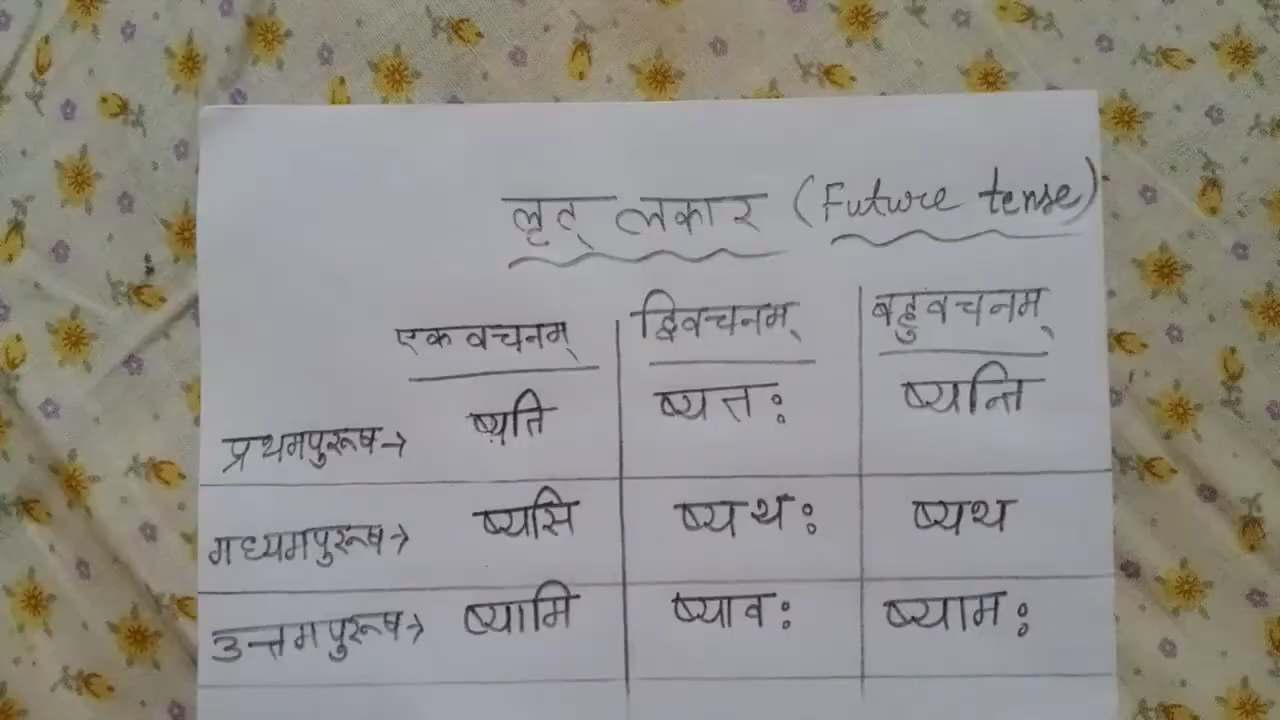 लृट् लकार (Future tense)
एकवचनम् द्विवचनम् बहुवचनम्
प्रथमपुरूष→ ष्यति ष्यत्तः ष्यन्ति
मध्यमपुरूष→ ष्यसि ष्यथः ष्यथ
उत्तमपुरूष→ ष्यामि ष्यावः ष्यामः